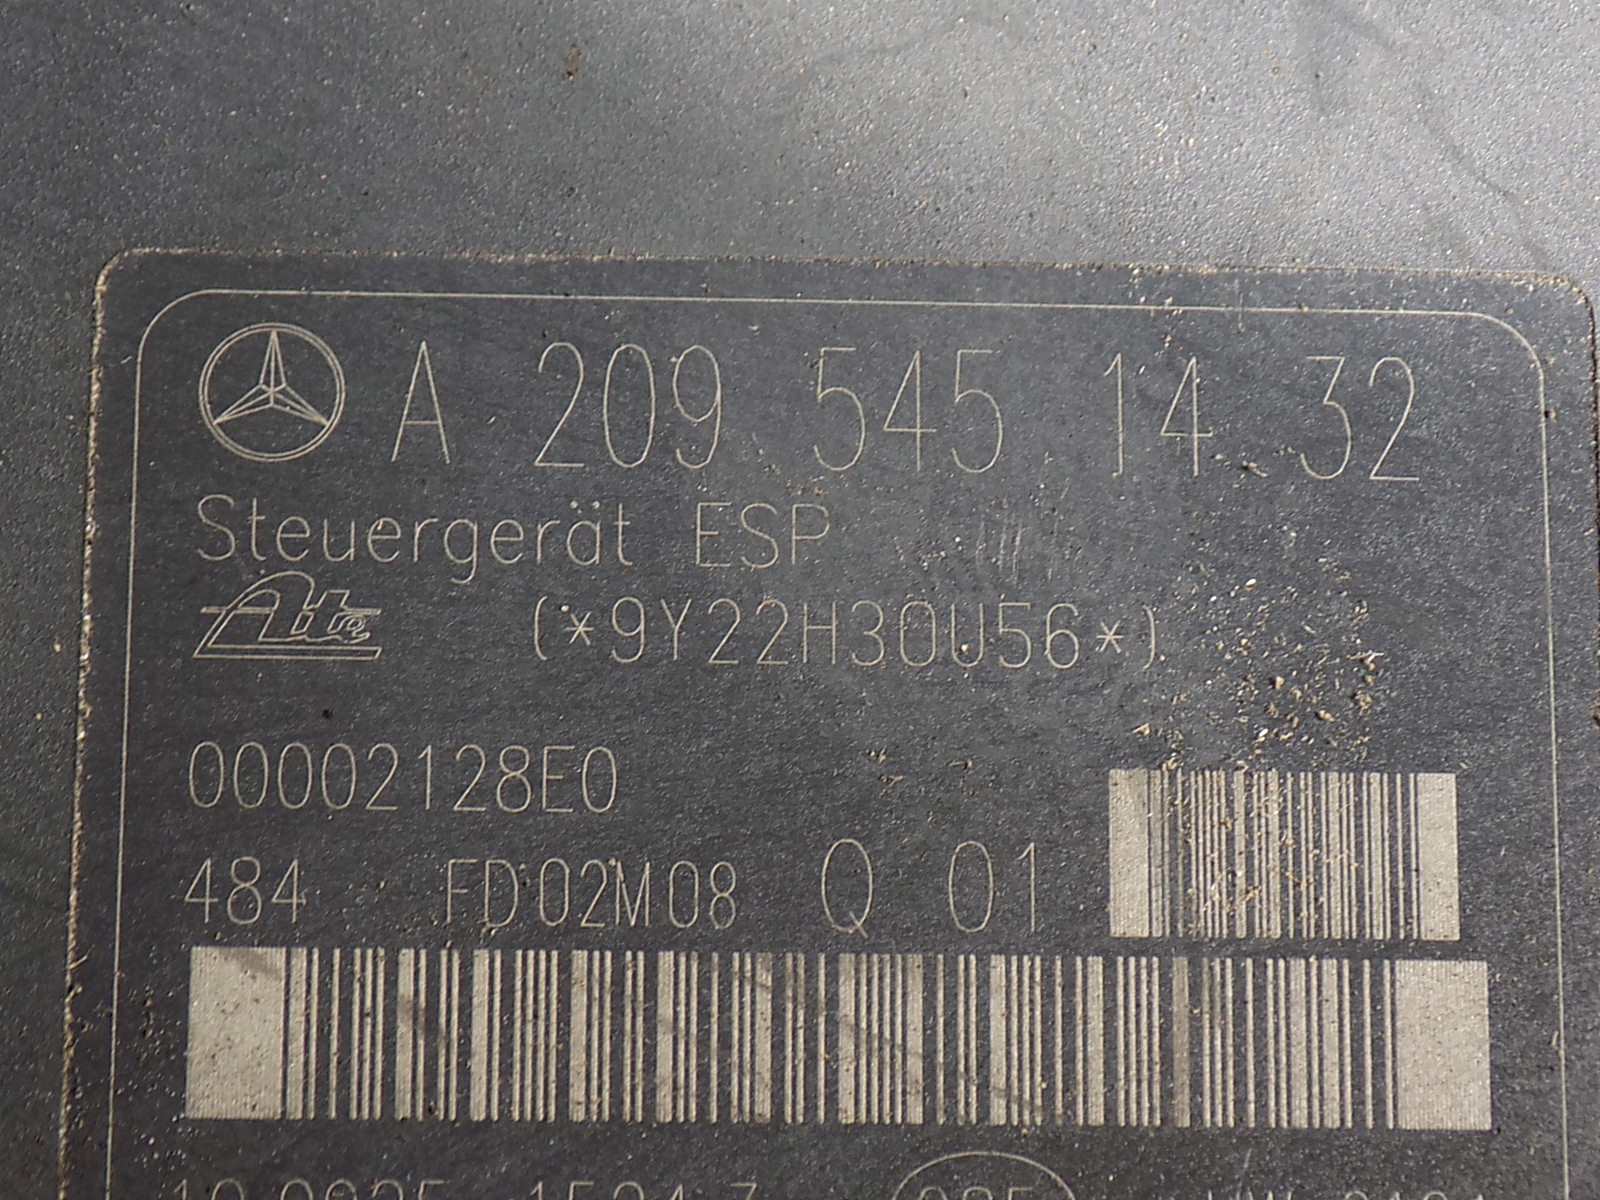 A 209 545 14 32
Steuergerät ESP
Ate (*9Y22H30U56*)
00002128E0
484 FD02M08 Q 01